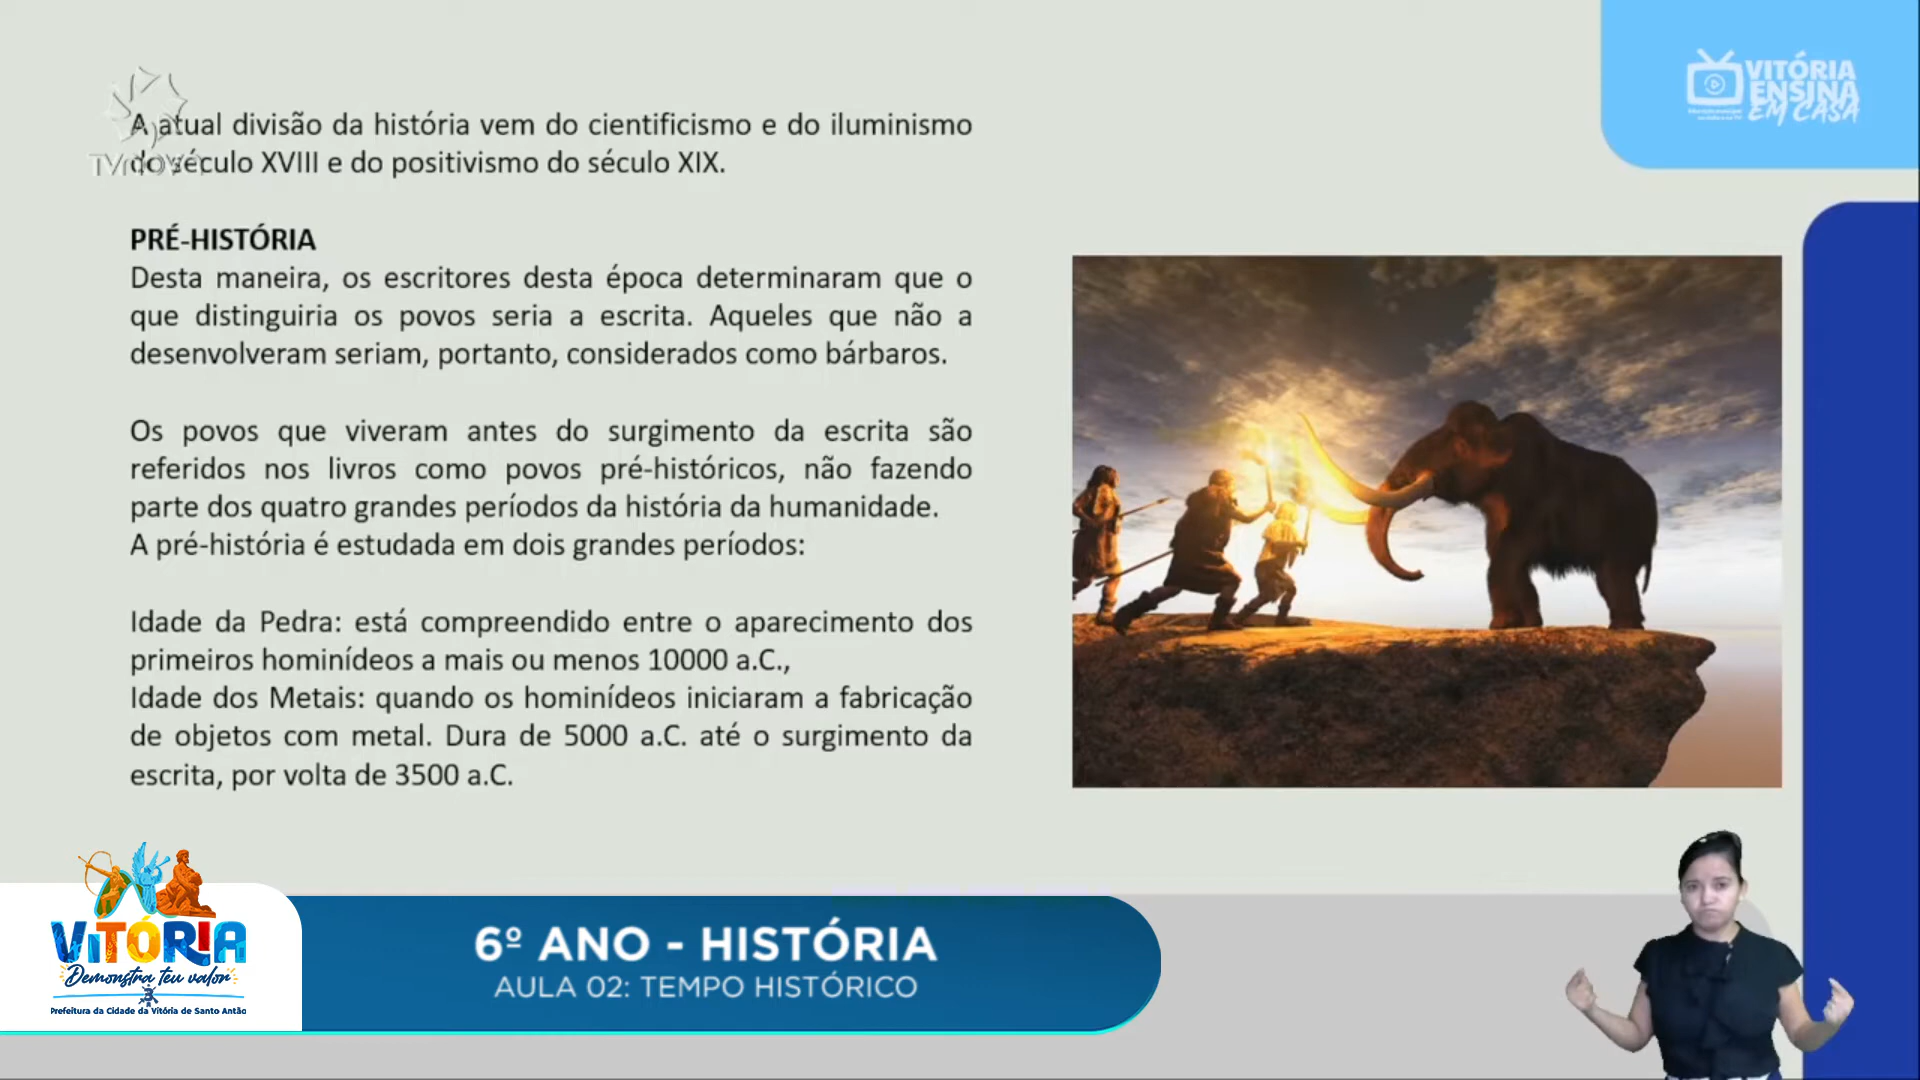 VITÓRIA
ENSINA
EM CASA
A atual divisão da história vem do cientificismo e do iluminismo
do século XVIII e do positivismo do século XIX.
PRÉ-HISTÓRIA
Desta maneira, os escritores desta época determinaram que o
que distinguiria os povos seria a escrita. Aqueles que não a
desenvolveram seriam, portanto, considerados como bárbaros.
Os povos que viveram antes do surgimento da escrita são
referidos nos livros como povos pré-históricos, não fazendo
parte dos quatro grandes períodos da história da humanidade.
A pré-história é estudada em dois grandes períodos:
Idade da Pedra: está compreendido entre o aparecimento dos
primeiros hominídeos a mais ou menos 10000 a.C.,
Idade dos Metais: quando os hominídeos iniciaram a fabricação
de objetos com metal. Dura de 5000 a.C. até o surgimento da
escrita, por volta de 3500 a.C.
VITÓRIA
Demonstra teu valor
Prefeitura da Cidade da Vitória de Santo Antão
6º ANO - HISTÓRIA
AULA 02: TEMPO HISTÓRICO